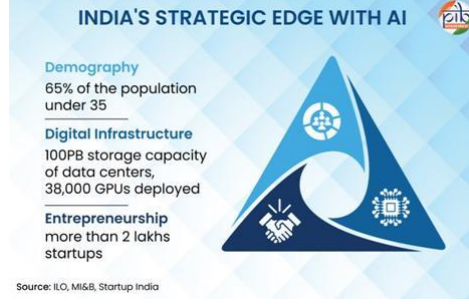 INDIA'S STRATEGIC EDGE WITH AI
pib
Demography
65% of the population
under 35
Digital Infrastructure
100PB storage capacity
of data centers,
38,000 GPUs deployed
Entrepreneurship
more than 2 lakhs
startups
Source: ILO, MI&B, Startup India